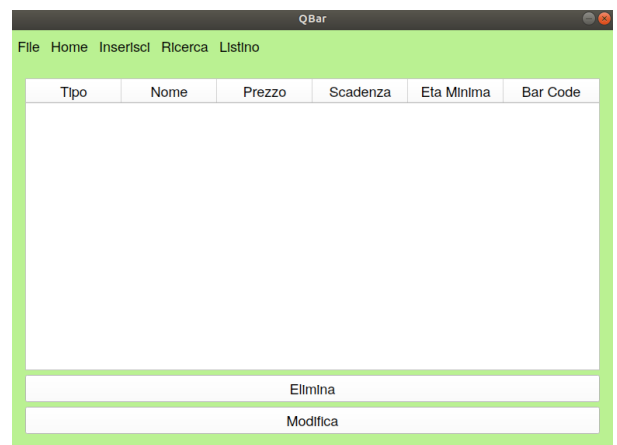 QBar
File Home Inserisci Ricerca Listino
Tipo Nome Prezzo Scadenza Eta Minima Bar Code
Elimina
Modifica